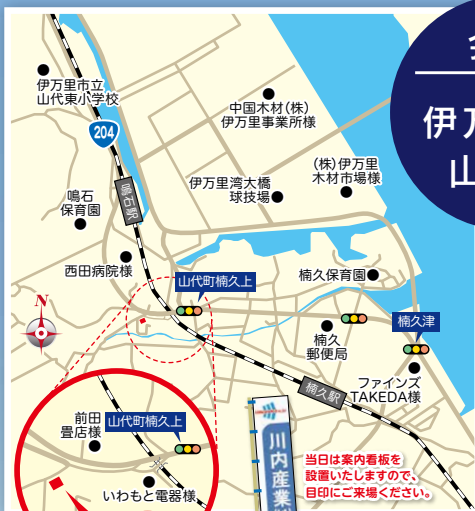 伊万里市立
山代東小学校
204
中国木材(株)
伊万里事業所様
伊万
山
鳴石
保育園
鳴石駅
伊万里湾大橋
球技場
(株)伊万里
木材市場様
西田病院様
山代町楠久上
楠久保育園
N
楠久
郵便局
楠久津
楠久駅
ファインズ
TAKEDA様
前田
畳店様
山代町楠久上
いわもと電器様
川内産業
当日は案内看板を
設置いたしますので、
目印にご来場ください。